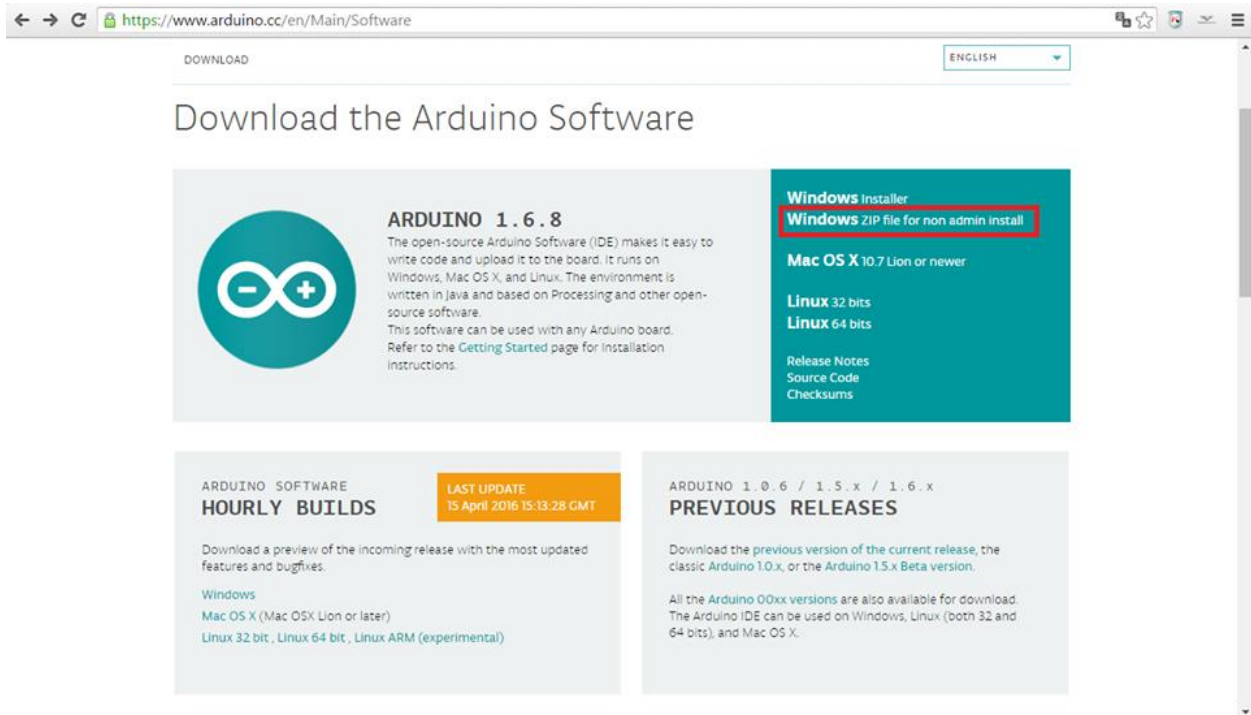 https://www.arduino.cc/en/Main/Software
DOWNLOAD
ENGLISH
Download the Arduino Software
ARDUINO 1.6.8
The open-source Arduino Software (IDE) makes it easy to
write code and upload it to the board. It runs on
Windows, Mac OS X, and Linux. The environment is
written in Java and based on Processing and other open-
source software.
This software can be used with any Arduino board.
Refer to the Getting Started page for Installation
instructions.
Windows Installer
Windows ZIP file for non admin install
Mac OS X 10.7 Lion or newer
Linux 32 bits
Linux 64 bits
Release Notes
Source Code
Checksums
ARDUINO SOFTWARE
HOURLY BUILDS
LAST UPDATE
15 April 2016 15:13:28 GMT
Download a preview of the incoming release with the most updated
features and bugfixes.
Windows
Mac OS X (Mac OSX Lion or later)
Linux 32 bit , Linux 64 bit , Linux ARM (experimental)
ARDUINO 1.0.6 / 1.5.x / 1.6.x
PREVIOUS RELEASES
Download the previous version of the current release, the
classic Arduino 1.0.x, or the Arduino 1.5.x Beta version.
All the Arduino 00xx versions are also available for download.
The Arduino IDE can be used on Windows, Linux (both 32 and
64 bits), and Mac OS X.